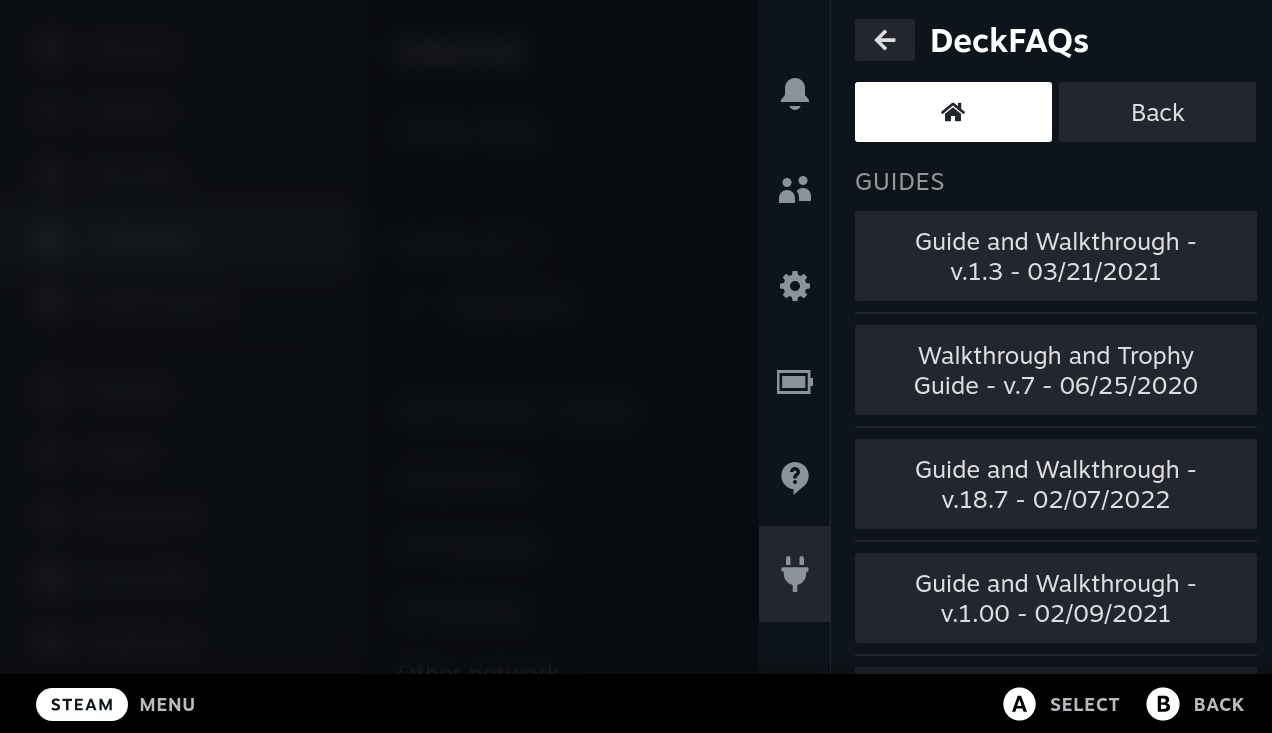 DeckFAQs
Back
GUIDES
Guide and Walkthrough -
v.1.3 - 03/21/2021
Walkthrough and Trophy
Guide - v.7 - 06/25/2020
Guide and Walkthrough -
v.18.7 - 02/07/2022
Guide and Walkthrough -
v.1.00 - 02/09/2021
Other network
STEAM MENU
A SELECT B BACK